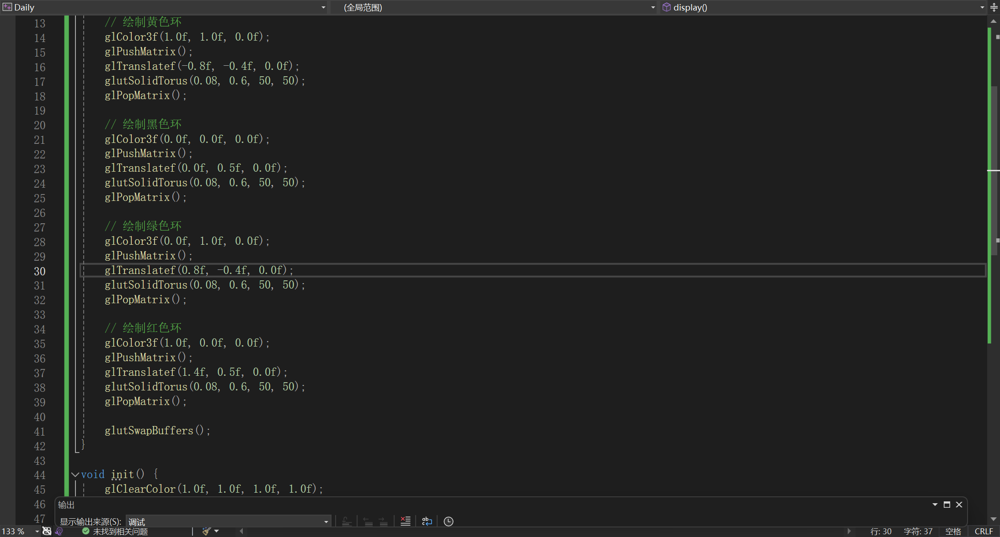 Daily (全局范围) display()
13 // 绘制黄色环
14 glColor3f(1.0f, 1.0f, 0.0f);
15 glPushMatrix();
16 glTranslatef(-0.8f, -0.4f, 0.0f);
17 glutSolidTorus(0.08, 0.6, 50, 50);
18 glPopMatrix();
19
20 // 绘制黑色环
21 glColor3f(0.0f, 0.0f, 0.0f);
22 glPushMatrix();
23 glTranslatef(0.0f, 0.5f, 0.0f);
24 glutSolidTorus(0.08, 0.6, 50, 50);
25 glPopMatrix();
26
27 // 绘制绿色环
28 glColor3f(0.0f, 1.0f, 0.0f);
29 glPushMatrix();
30 glTranslatef(0.8f, -0.4f, 0.0f);
31 glutSolidTorus(0.08, 0.6, 50, 50);
32 glPopMatrix();
33
34 // 绘制红色环
35 glColor3f(1.0f, 0.0f, 0.0f);
36 glPushMatrix();
37 glTranslatef(1.4f, 0.5f, 0.0f);
38 glutSolidTorus(0.08, 0.6, 50, 50);
39 glPopMatrix();
40
41 glutSwapBuffers();
42 }
43
44 void init() {
45 glClearColor(1.0f, 1.0f, 1.0f, 1.0f);
46
47
输出
显示输出来源(S): 调试
133 % 未找到相关问题 行: 30 字符: 37 空格 CRLF